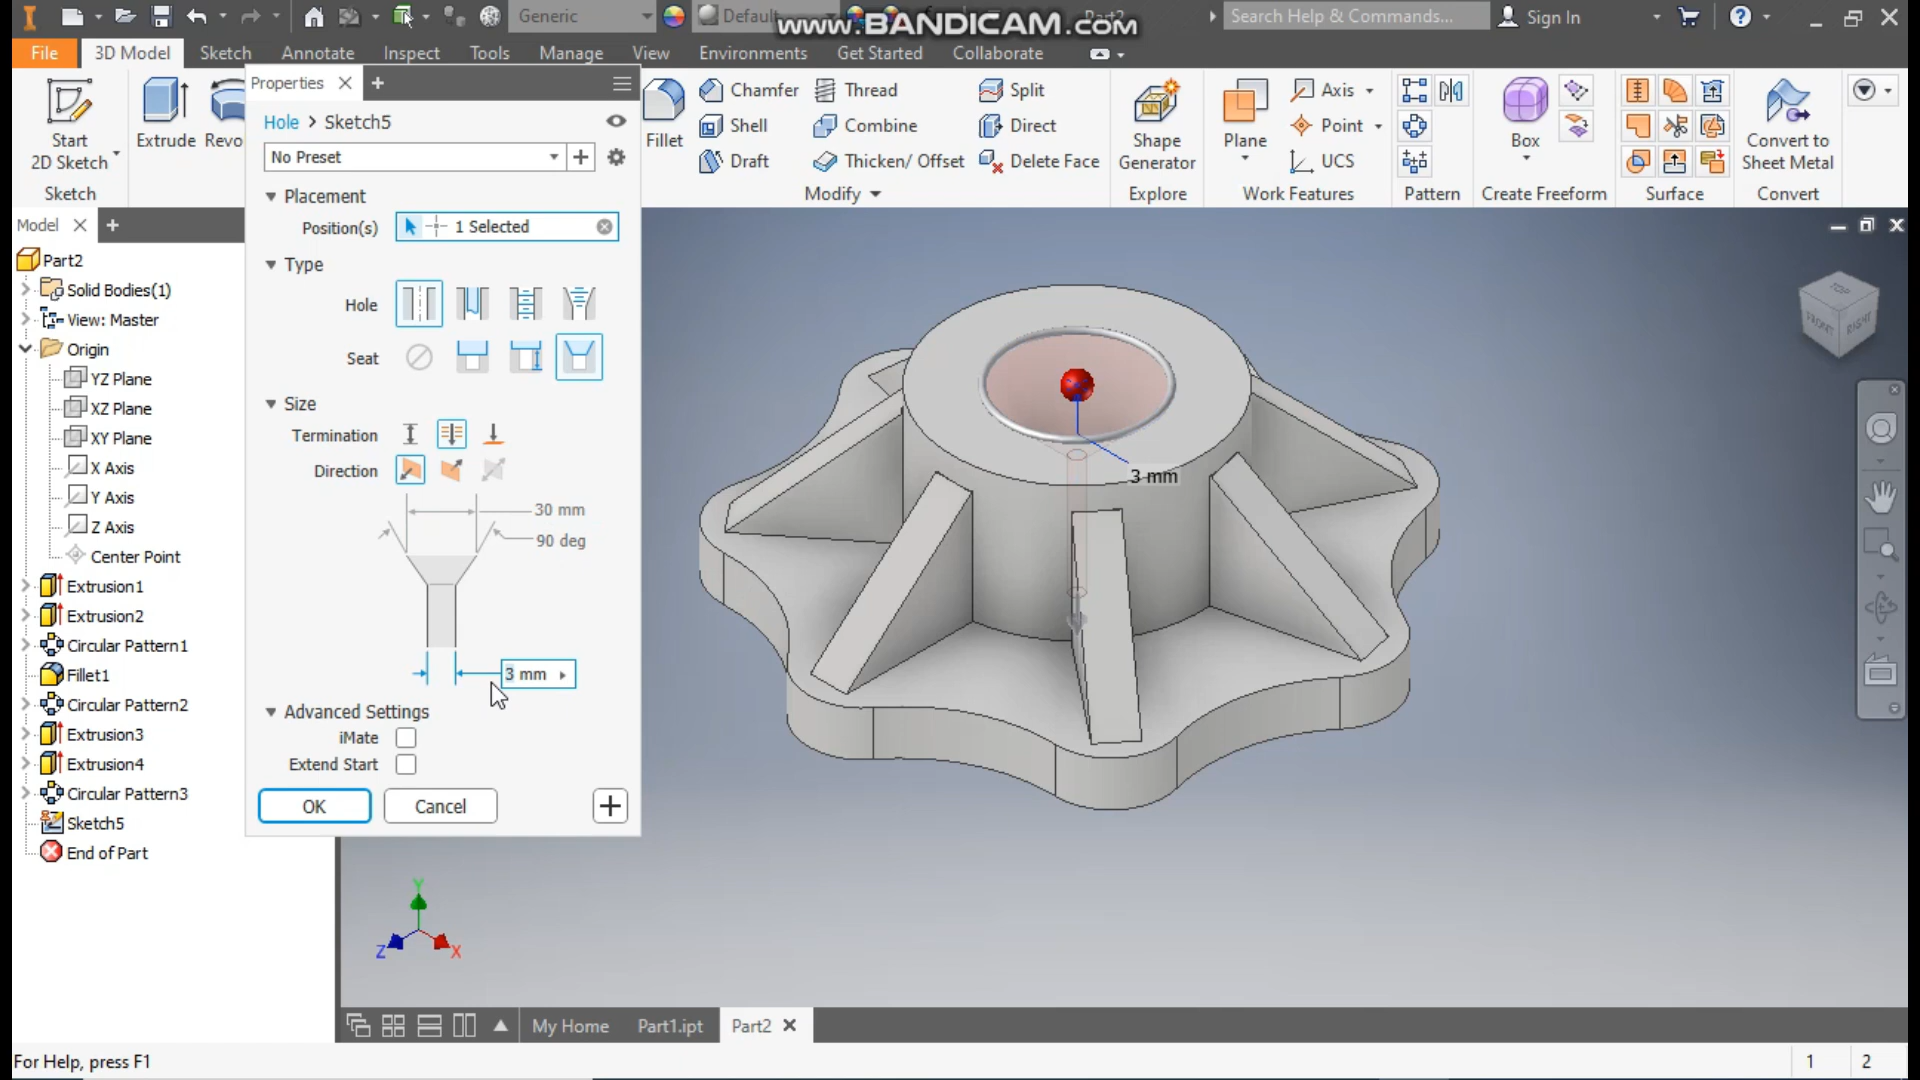 Generic
Default
www.BANDICAM.com
Part2
Search Help & Commands...
Sign In
File
3D Model
Sketch
Annotate
Inspect
Tools
Manage
View
Environments
Get Started
Collaborate
Start
2D Sketch
Sketch
Extrude
Revo
Fillet
Chamfer
Shell
Draft
Thread
Combine
Thicken/ Offset
Split
Direct
Delete Face
Modify
Shape
Generator
Explore
Plane
Axis
Point
UCS
Work Features
Pattern
Box
Create Freeform
Surface
Convert to
Sheet Metal
Convert
Properties
Hole > Sketch5
No Preset
Placement
Position(s)
1 Selected
Type
Hole
Seat
Size
Termination
Direction
30 mm
90 deg
3 mm
Advanced Settings
iMate
Extend Start
OK
Cancel
Model
Part2
Solid Bodies(1)
View: Master
Origin
YZ Plane
XZ Plane
XY Plane
X Axis
Y Axis
Z Axis
Center Point
Extrusion1
Extrusion2
Circular Pattern1
Fillet1
Circular Pattern2
Extrusion3
Extrusion4
Circular Pattern3
Sketch5
End of Part
3 mm
TOP
FRONT
RIGHT
Y
Z
X
My Home
Part1.ipt
Part2
For Help, press F1
1
2